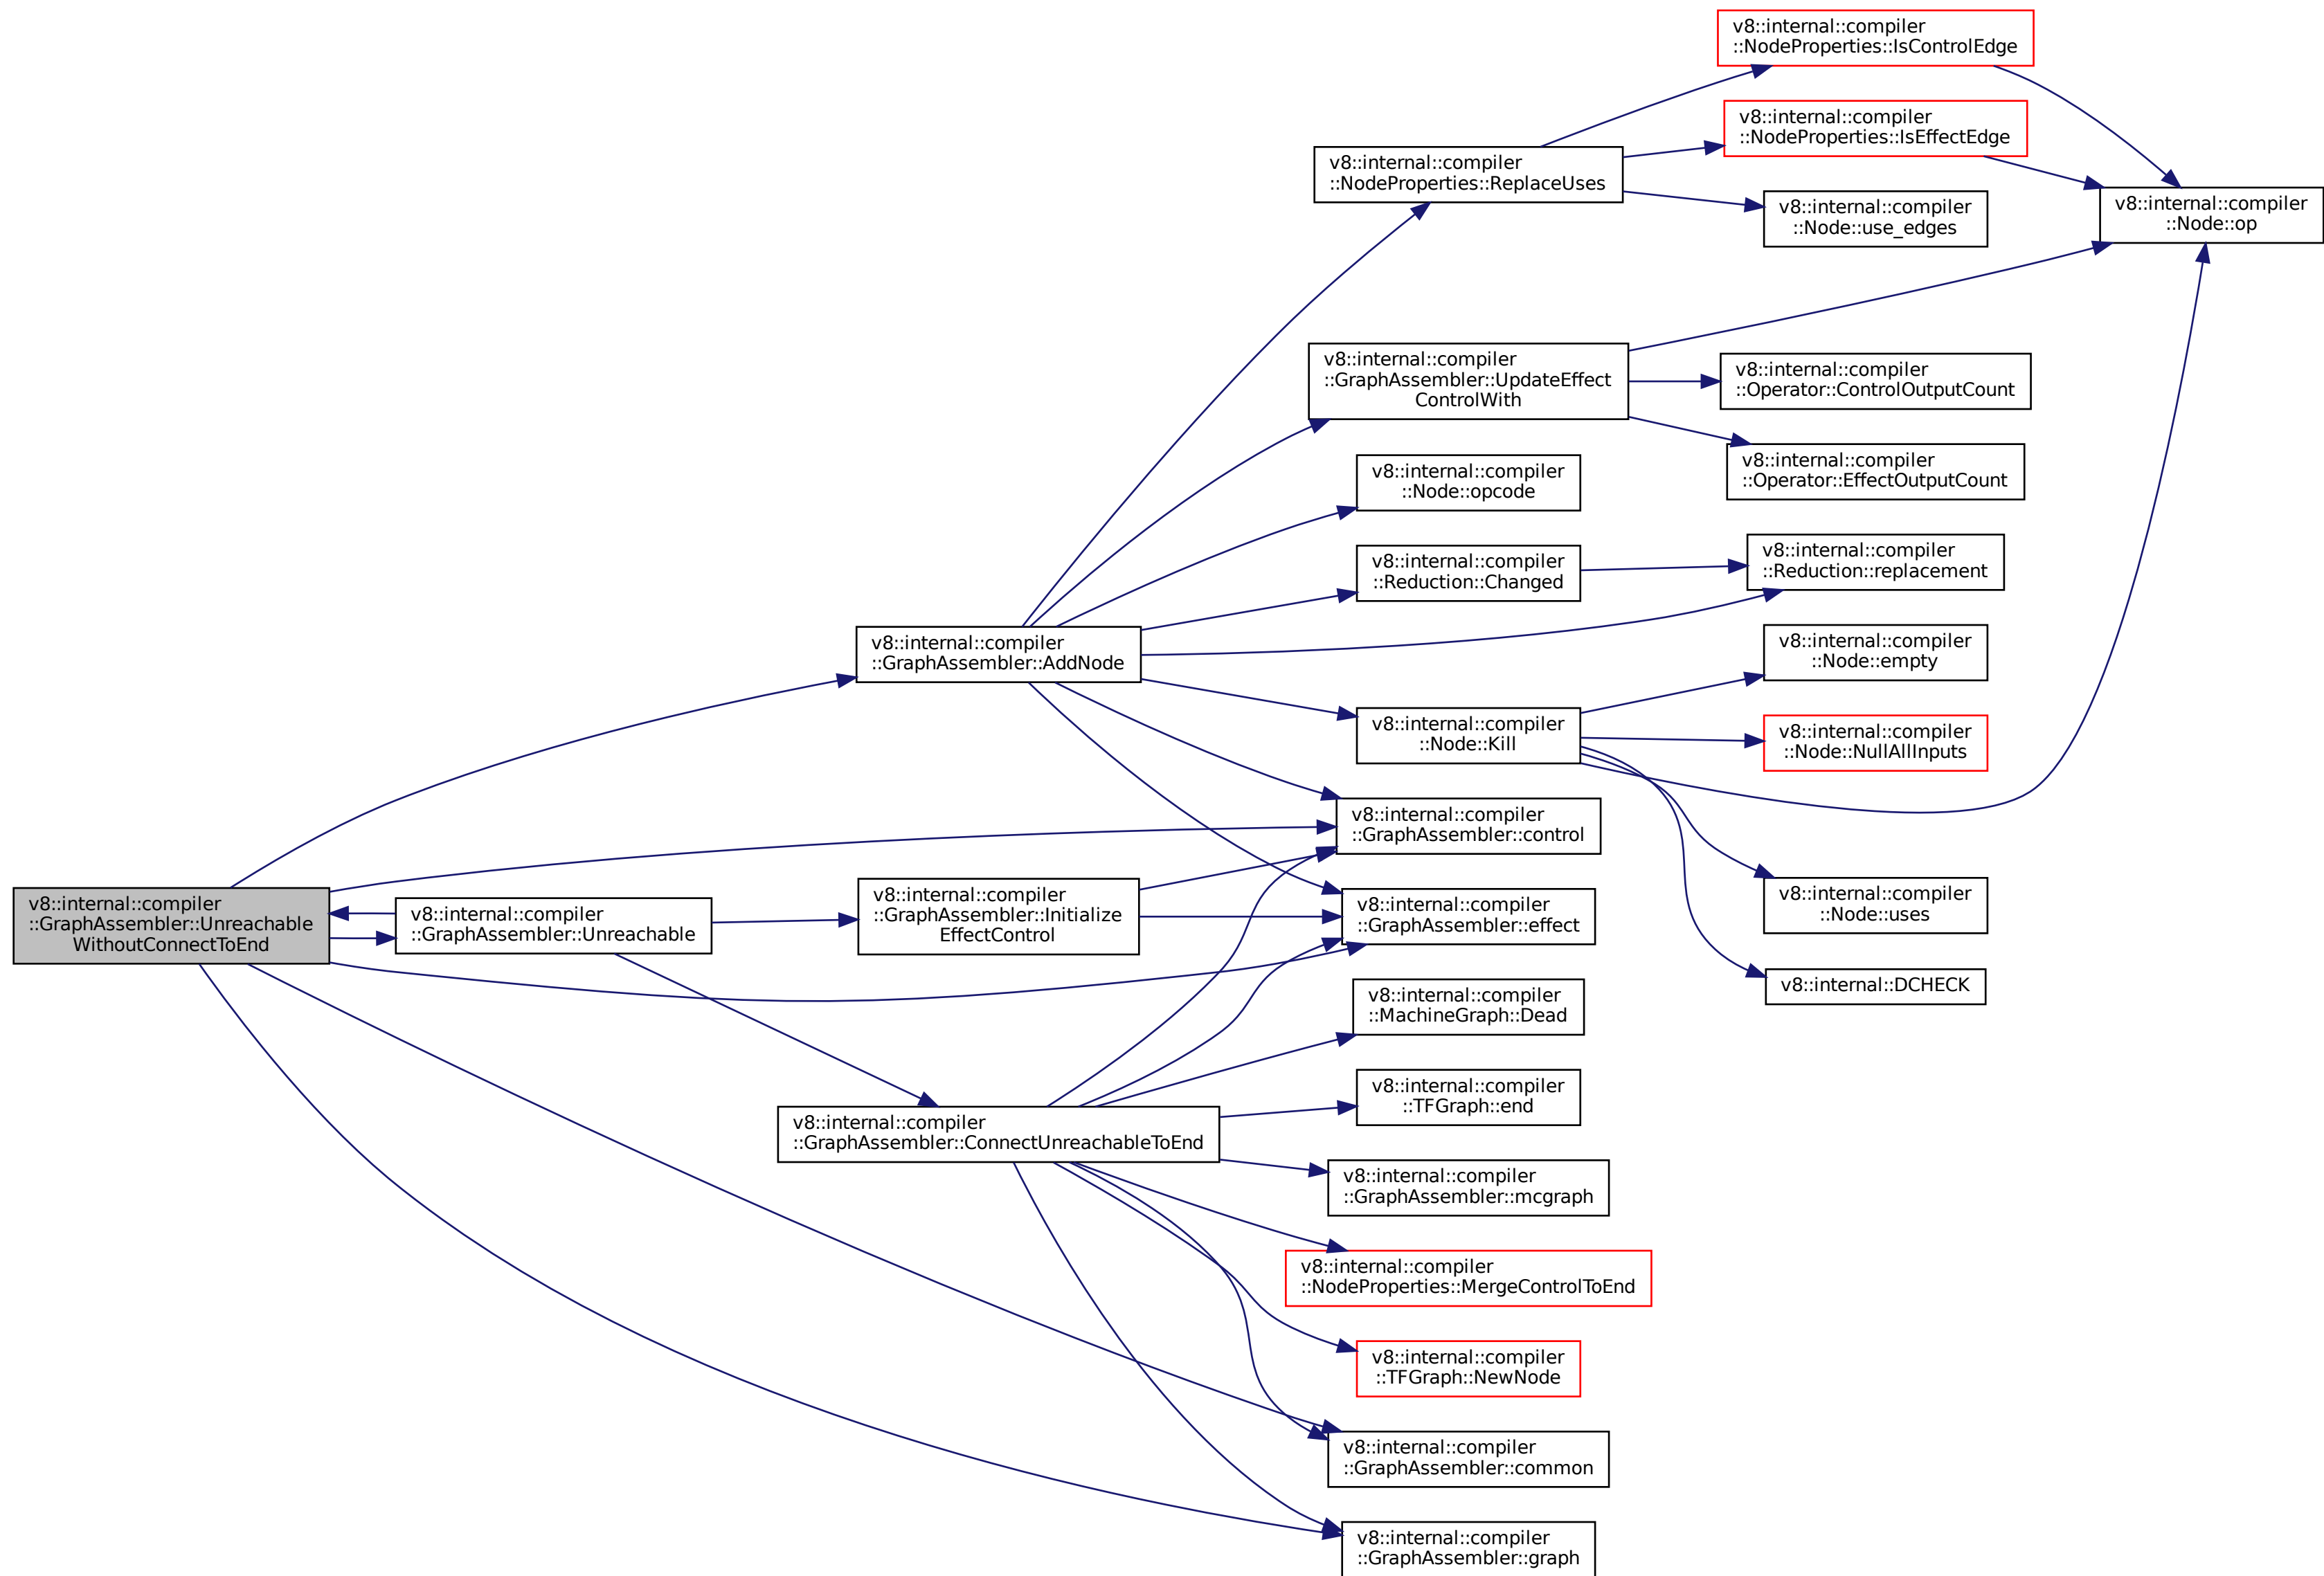 v8::internal::compiler
::NodeProperties::IsControlEdge
v8::internal::compiler
::NodeProperties::IsEffectEdge
v8::internal::compiler
::NodeProperties::ReplaceUses
v8::internal::compiler
::Node::use_edges
v8::internal::compiler
::Node::op
v8::internal::compiler
::GraphAssembler::UpdateEffect
ControlWith
v8::internal::compiler
::Operator::ControlOutputCount
v8::internal::compiler
::Operator::EffectOutputCount
v8::internal::compiler
::Node::opcode
v8::internal::compiler
::Reduction::Changed
v8::internal::compiler
::Reduction::replacement
v8::internal::compiler
::GraphAssembler::AddNode
v8::internal::compiler
::Node::empty
v8::internal::compiler
::Node::Kill
v8::internal::compiler
::Node::NullAllInputs
v8::internal::compiler
::GraphAssembler::control
v8::internal::compiler
::GraphAssembler::Unreachable
WithoutConnectToEnd
v8::internal::compiler
::GraphAssembler::Unreachable
v8::internal::compiler
::GraphAssembler::Initialize
EffectControl
v8::internal::compiler
::GraphAssembler::effect
v8::internal::compiler
::Node::uses
v8::internal::DCHECK
v8::internal::compiler
::MachineGraph::Dead
v8::internal::compiler
::TFGraph::end
v8::internal::compiler
::GraphAssembler::ConnectUnreachableToEnd
v8::internal::compiler
::GraphAssembler::mcgraph
v8::internal::compiler
::NodeProperties::MergeControlToEnd
v8::internal::compiler
::TFGraph::NewNode
v8::internal::compiler
::GraphAssembler::common
v8::internal::compiler
::GraphAssembler::graph